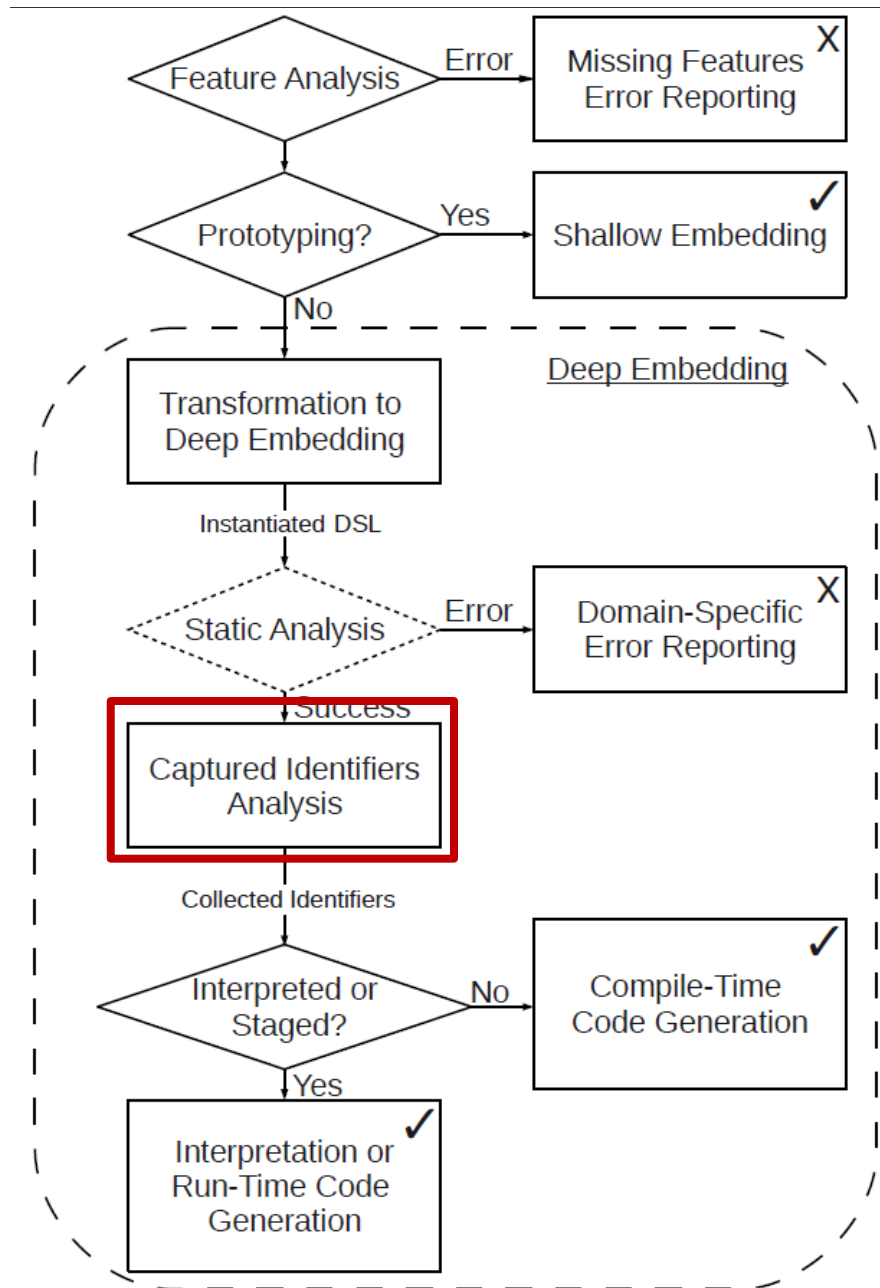 Feature Analysis
Error
Missing Features
Error Reporting
X
Prototyping?
Yes
Shallow Embedding
✓
No
Deep Embedding
Transformation to
Deep Embedding
Instantiated DSL
Static Analysis
Error
Domain-Specific
Error Reporting
X
Success
Captured Identifiers
Analysis
Collected Identifiers
Interpreted or
Staged?
No
Compile-Time
Code Generation
✓
Yes
Interpretation or
Run-Time Code
Generation
✓